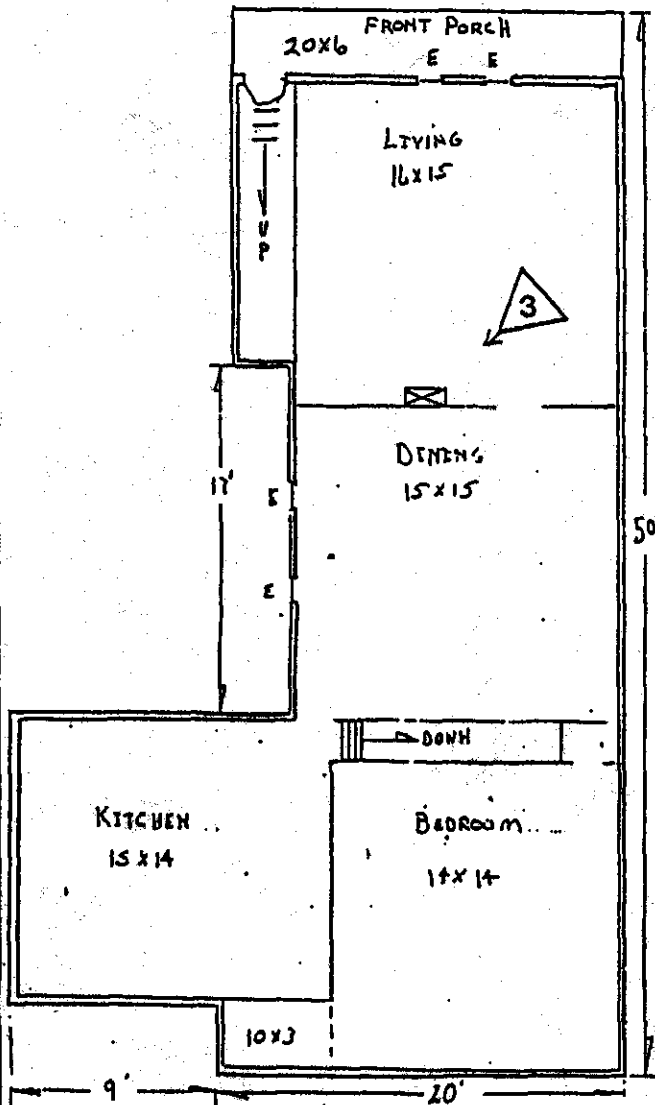 FRONT PORCH
20X6
E E
LIVING
16X15
UP
3
DINING
15X15
17'
E
50
E
DOWN
KITCHEN
15X14
BEDROOM
14X14
10X3
9'
20'